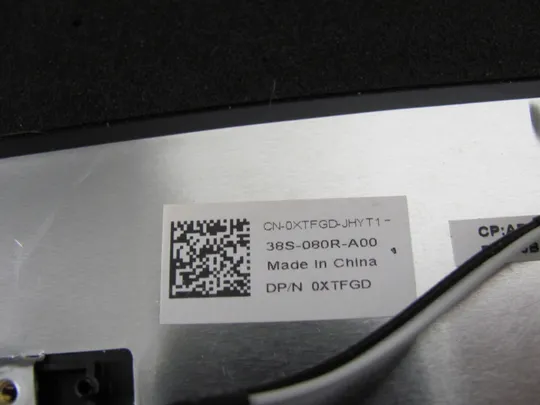 CN-0XTFGD-JHYT1-
38S-080R-A00
Made In China
DP/N 0XTFGD